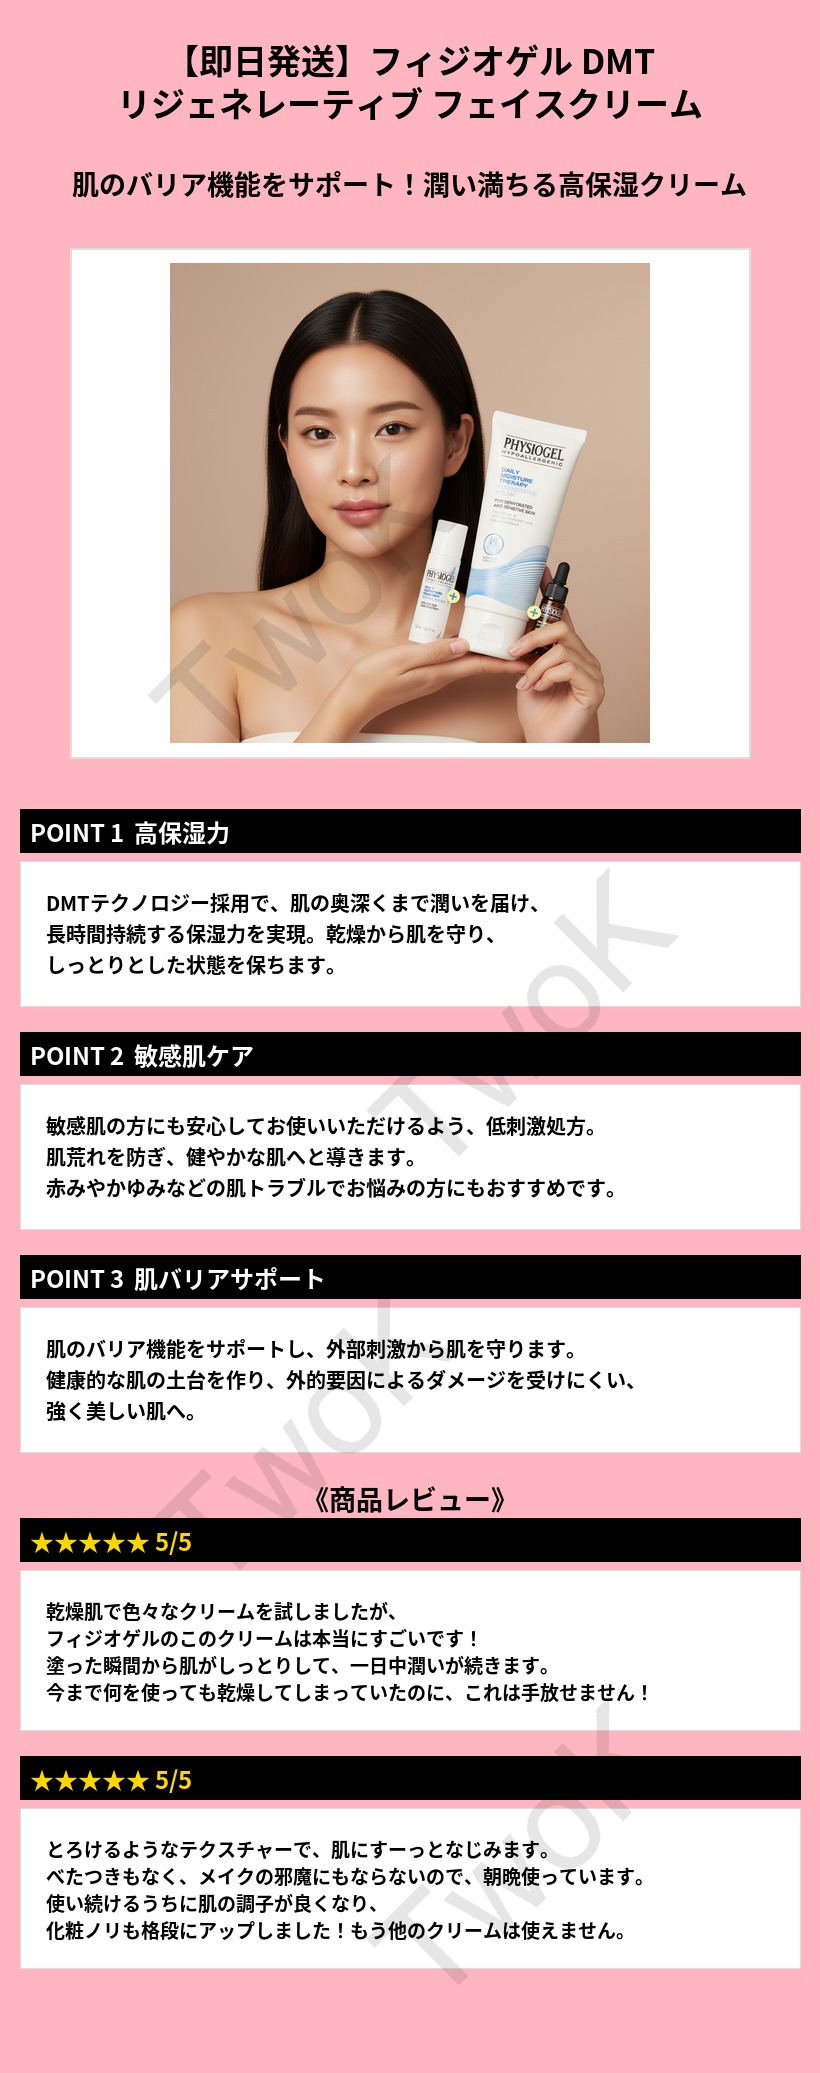 【即日発送】フィジオゲル DMT
リジェネレーティブ フェイスクリーム
肌のバリア機能をサポート！潤い満ちる高保湿クリーム
PHYSIOGEL
HYPOALLERGENIC
DAILY
MOISTURE
THERAPY
FOR DEHYDRATED
AND SENSITIVE SKIN
PHYSIOGEL
TwoK
POINT 1 高保湿力
DMTテクノロジー採用で、肌の奥深くまで潤いを届け、
長時間持続する保湿力を実現。乾燥から肌を守り、
しっとりとした状態を保ちます。
TwoK
POINT 2 敏感肌ケア
敏感肌の方にも安心してお使いいただけるよう、低刺激処方。
肌荒れを防ぎ、健やかな肌へと導きます。
赤みやかゆみなどの肌トラブルでお悩みの方にもおすすめです。
POINT 3 肌バリアサポート
肌のバリア機能をサポートし、外部刺激から肌を守ります。
健康的な肌の土台を作り、外的要因によるダメージを受けにくい、
強く美しい肌へ。
TwoK
《商品レビュー》
★★★★★ 5/5
乾燥肌で色々なクリームを試しましたが、
フィジオゲルのこのクリームは本当にすごいです！
塗った瞬間から肌がしっとりして、一日中潤いが続きます。
今まで何を使っても乾燥してしまっていたのに、これは手放せません！
★★★★★ 5/5
とろけるようなテクスチャーで、肌にすーっとなじみます。
べたつきもなく、メイクの邪魔にもならないので、朝晩使っています。
使い続けるうちに肌の調子が良くなり、
化粧ノリも格段にアップしました！もう他のクリームは使えません。
TwoK